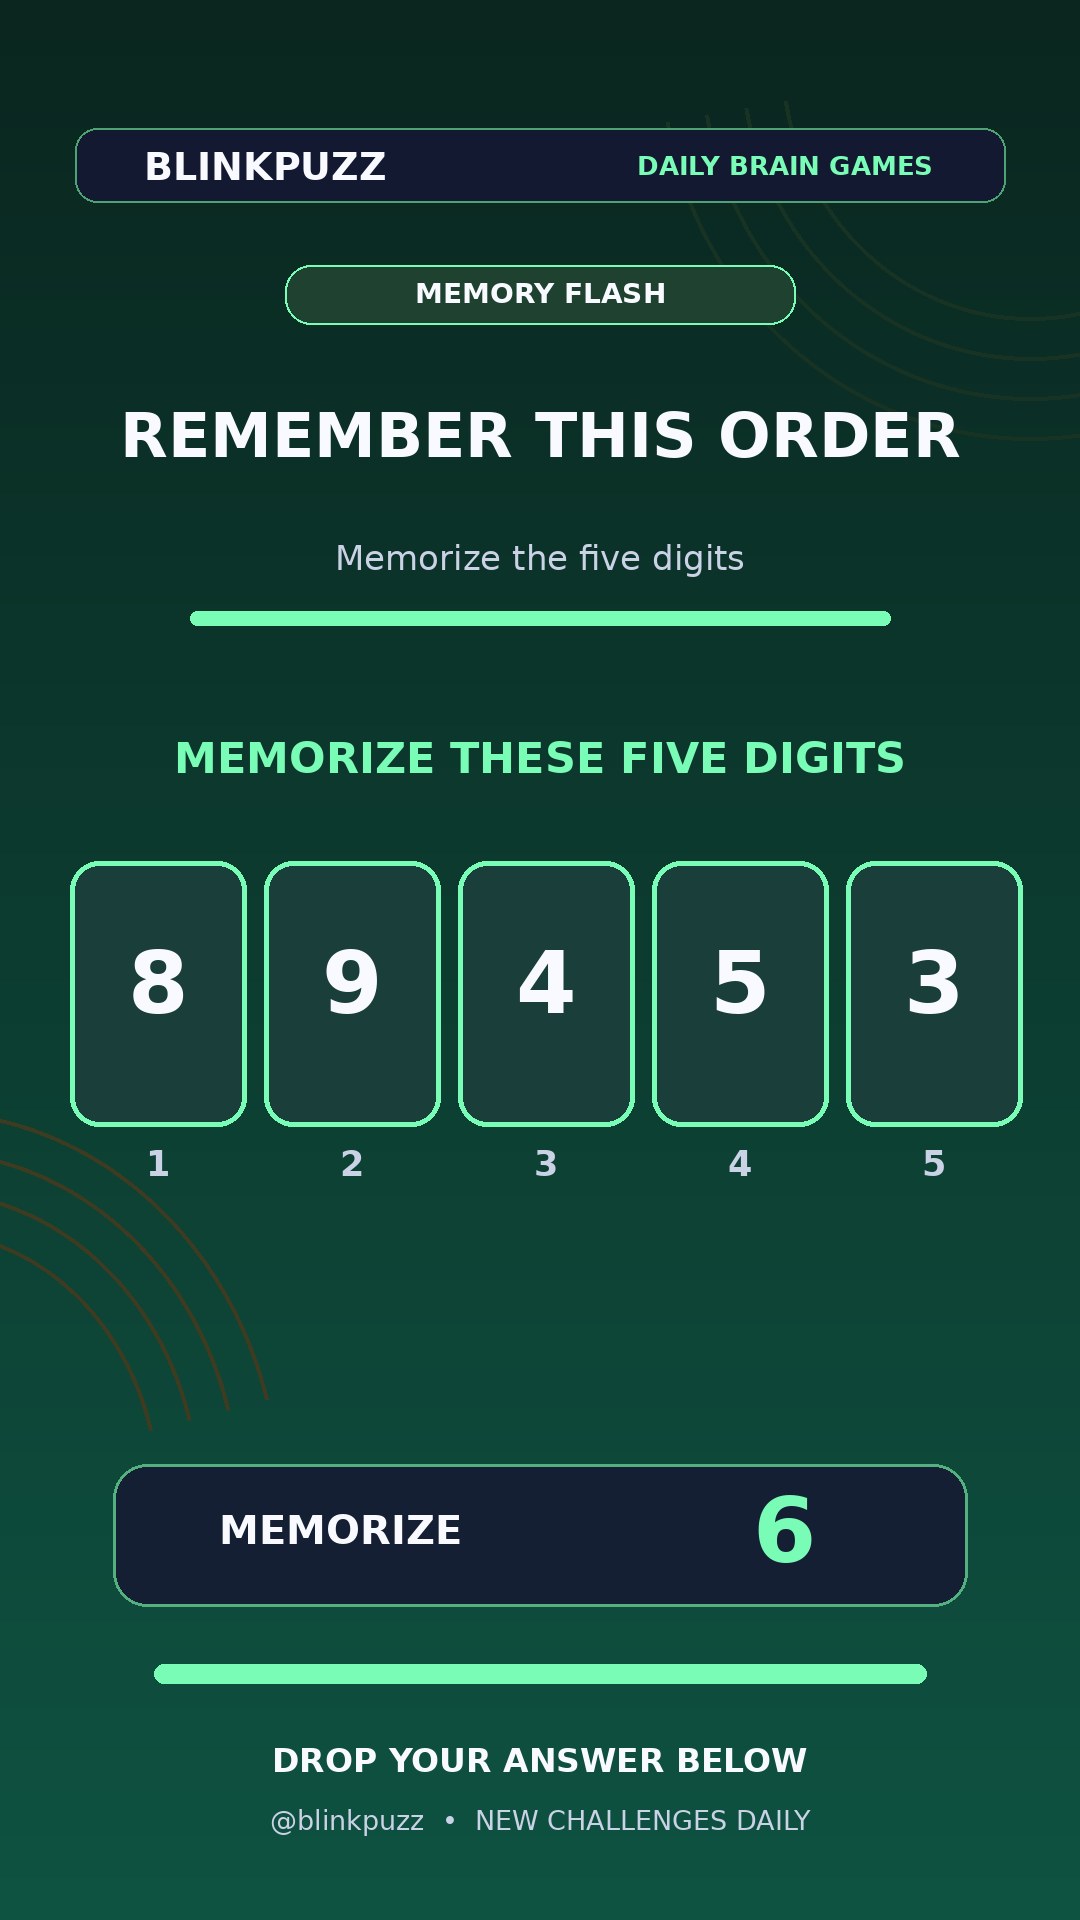 BLINKPUZZ DAILY BRAIN GAMES
MEMORY FLASH
REMEMBER THIS ORDER
Memorize the five digits
MEMORIZE THESE FIVE DIGITS
8 9 4 5 3
1 2 3 4 5
MEMORIZE 6
DROP YOUR ANSWER BELOW
@blinkpuzz • NEW CHALLENGES DAILY